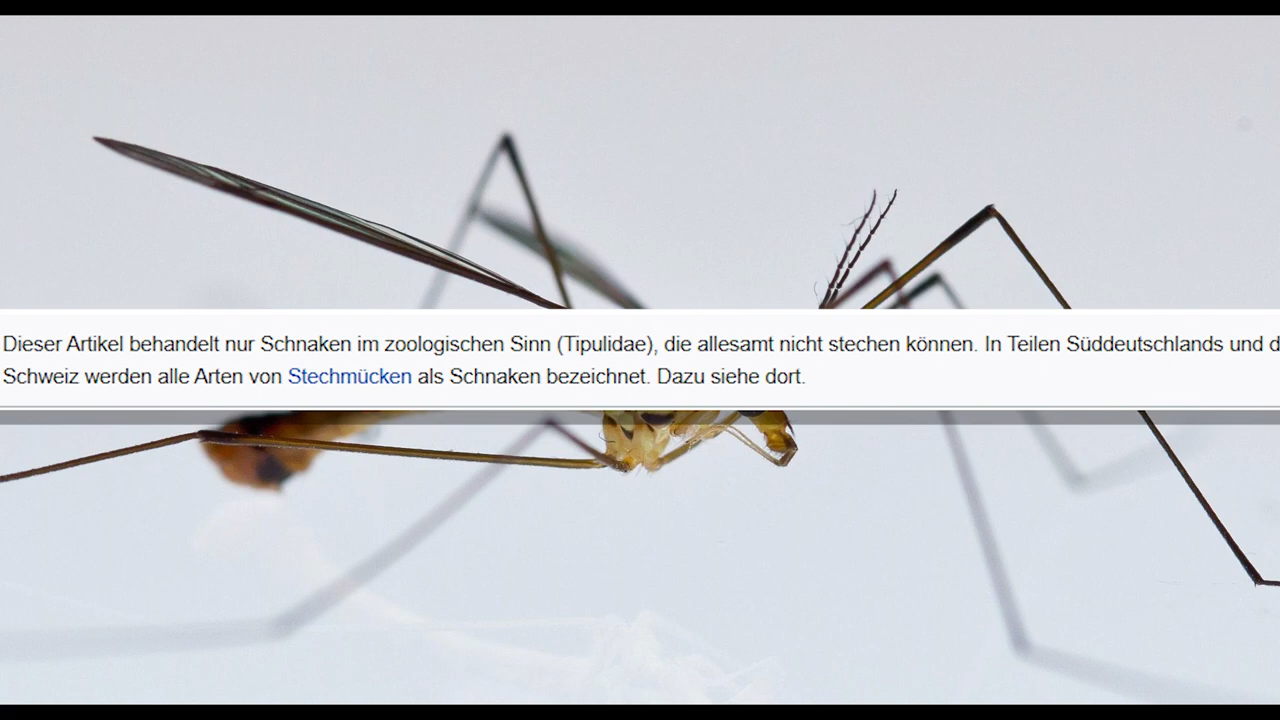 Dieser Artikel behandelt nur Schnaken im zoologischen Sinn (Tipulidae), die allesamt nicht stechen können. In Teilen Süddeutschlands und d
Schweiz werden alle Arten von Stechmücken als Schnaken bezeichnet. Dazu siehe dort.